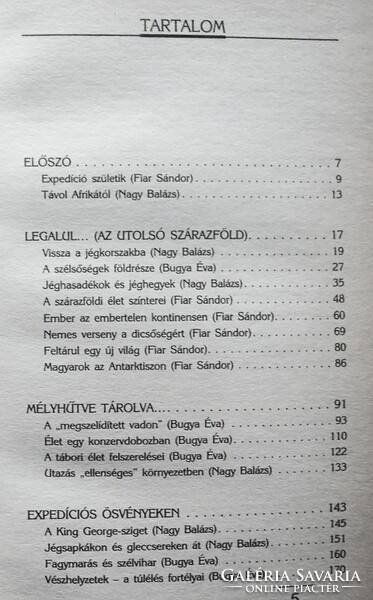 TARTALOM
ELŐSZÓ . . . . . . . . . . . . . . . . . . . . . . . . . . 7
Expedíció születik (Fiar Sándor) . . . . . . . . . . . . 9
Távol Afrikától (Nagy Balázs) . . . . . . . . . . . . . 13
LEGALUL... (AZ UTOLSÓ SZÁRAZFÖLD) . . . . . . . . 17
Vissza a jégkorszakba (Nagy Balázs) . . . . . . . . . 19
A szélsőségek földrésze (Bugya Éva) . . . . . . . . . 27
Jéghasadékok és jéghegyek (Nagy Balázs) . . . . . . . 35
A szárazföldi élet színterei (Fiar Sándor) . . . . . . . 48
Ember az embertelen kontinensen (Fiar Sándor) . . . . 60
Nemes verseny a dicsőségért (Fiar Sándor) . . . . . . 69
Feltárul egy új világ (Fiar Sándor) . . . . . . . . . . 80
Magyarok az Antarktiszon (Fiar Sándor) . . . . . . . . 86
MÉLYHŰTVE TÁROLVA.... . . . . . . . . . . . . . . . 91
A „megszelídített vadon" (Bugya Éva) . . . . . . . . . 93
Élet egy konzervdobozban (Bugya Éva) . . . . . . . . 110
A tábori élet felszerelései (Bugya Éva) . . . . . . . . 122
Utazás „ellenséges" környezetben (Nagy Balázs) . . . . 133
EXPEDÍCIÓS ÖSVÉNYEKEN . . . . . . . . . . . . . . 143
A King George-sziget (Nagy Balázs) . . . . . . . . . . 145
Jégsapkákon és gleccsereken át (Nagy Balázs) . . . . . 151
Fagymarás és szélvihar (Bugya Éva) . . . . . . . . . . 160
Vészhelyzetek – a túlélés fortélyai (Bugya Éva) . . . . 170
5
GALÉRIA SAVARIA
ONLINE PIACTÉR